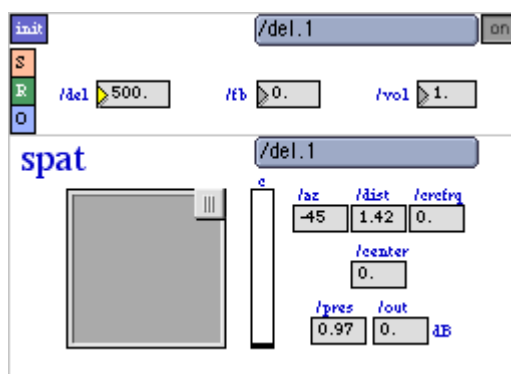 init /del.1 on
S
R
O
/del 500. /fb 0. /vol 1.
spat /del.1
c
/az /dist /crcfrq
-45 1.42 0.
/center
0.
/pres /out
0.97 0. dB